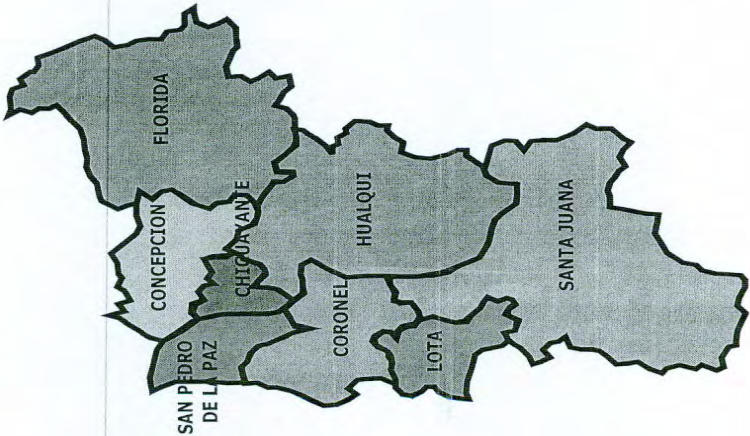 FLORIDA
CONCEPCION
CHIGUAYANTE
SAN PEDRO
DE LA PAZ
HUALQUI
CORONEL
LOTA
SANTA JUANA